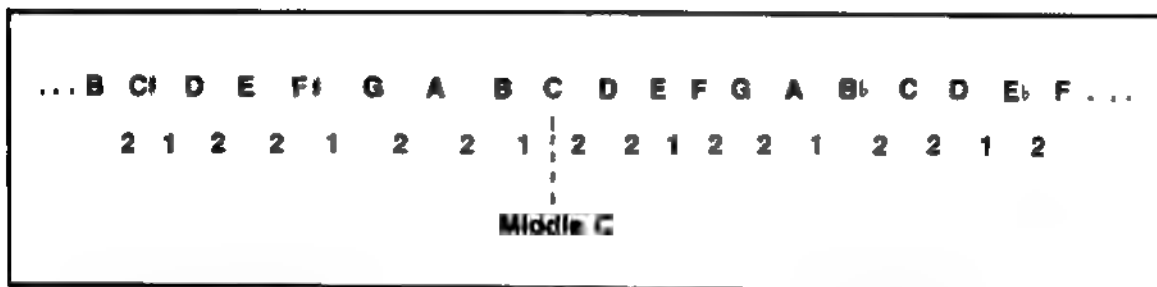 ...B C♯ D E F♯ G A B C D E F G A B♭ C D E♭ F...
2 1 2 2 1 2 2 1 2 2 1 2 2 1 2 2 1 2
Middle C